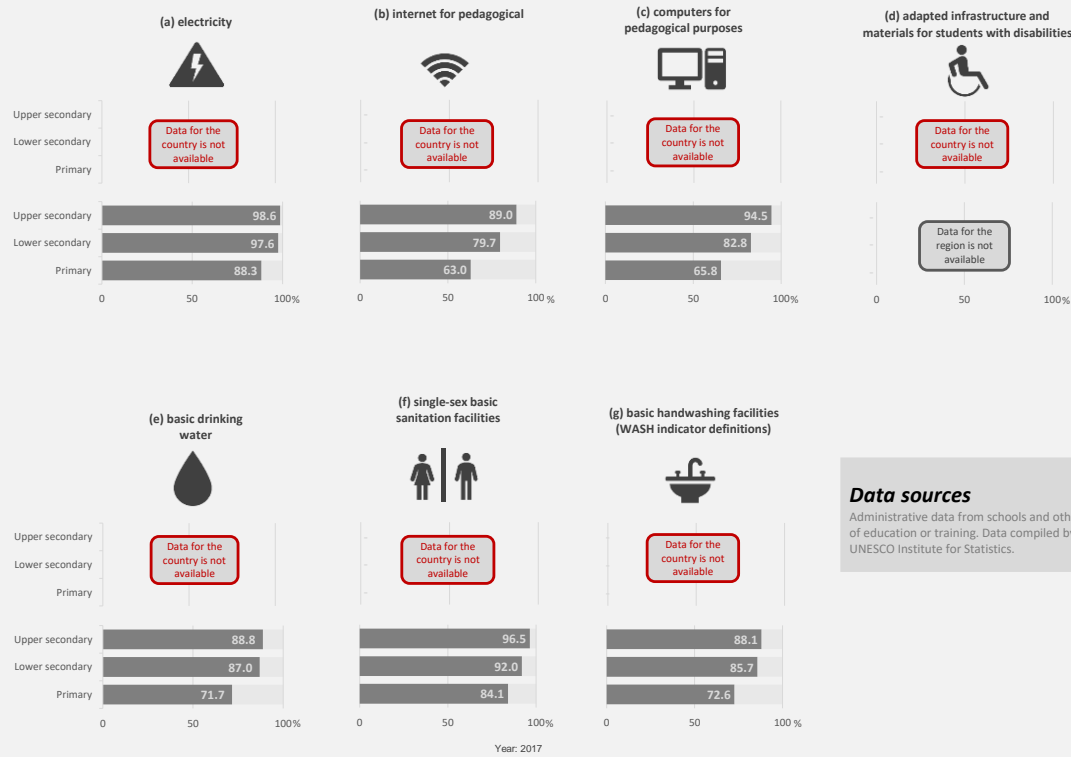 (a) electricity
(b) internet for pedagogical
(c) computers for
pedagogical purposes
(d) adapted infrastructure and
materials for students with disabilities
Upper secondary
Lower secondary
Primary
Data for the
country is not
available
Data for the
country is not
available
Data for the
country is not
available
Data for the
country is not
available
Upper secondary
Lower secondary
Primary
98.6
97.6
88.3
0 50 100%
89.0
79.7
63.0
0 50 100 %
94.5
82.8
65.8
0 50 100 %
Data for the
region is not
available
0 50 100%
(e) basic drinking
water
(f) single-sex basic
sanitation facilities
(g) basic handwashing facilities
(WASH indicator definitions)
Upper secondary
Lower secondary
Primary
Data for the
country is not
available
Data for the
country is not
available
Data for the
country is not
available
Upper secondary
Lower secondary
Primary
88.8
87.0
71.7
0 50 100%
96.5
92.0
84.1
0 50 100 %
88.1
85.7
72.6
0 50 100 %
Data sources
Administrative data from schools and oth
of education or training. Data compiled by
UNESCO Institute for Statistics.
Year: 2017